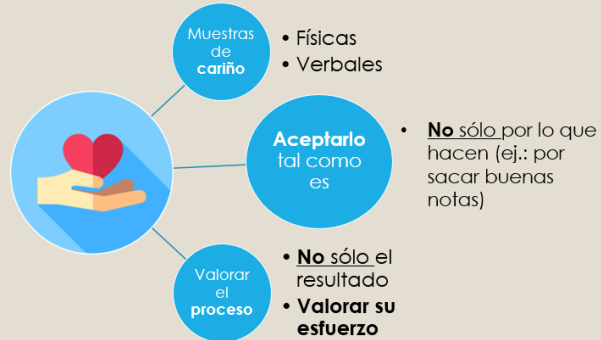 Muestras
de
cariño
• Físicas
• Verbales
Aceptarlo
tal como
es
• No sólo por lo que
hacen (ej.: por
sacar buenas
notas)
Valorar
el
proceso
• No sólo el
resultado
• Valorar su
esfuerzo